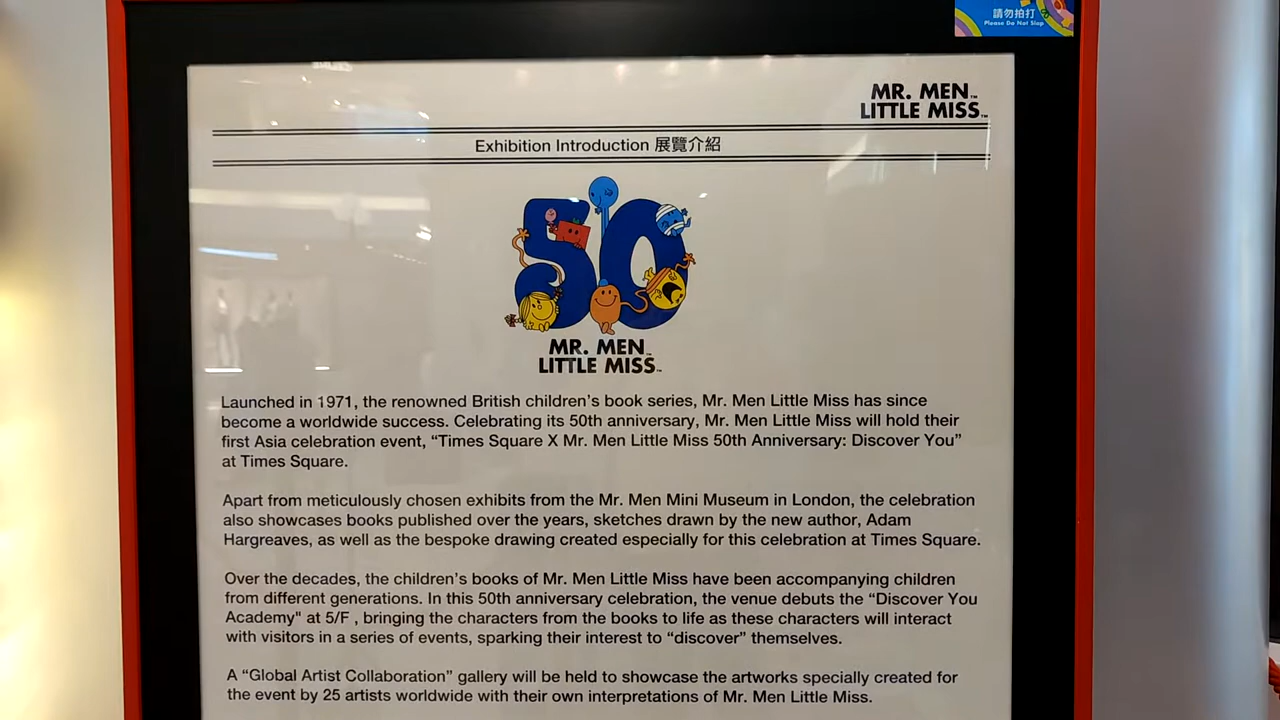 請勿拍打
Please Do Not Slap
MR. MEN™
LITTLE MISS™
Exhibition Introduction 展覽介紹
50
MR. MEN™
LITTLE MISS™
Launched in 1971, the renowned British children's book series, Mr. Men Little Miss has since
become a worldwide success. Celebrating its 50th anniversary, Mr. Men Little Miss will hold their
first Asia celebration event, “Times Square X Mr. Men Little Miss 50th Anniversary: Discover You”
at Times Square.
Apart from meticulously chosen exhibits from the Mr. Men Mini Museum in London, the celebration
also showcases books published over the years, sketches drawn by the new author, Adam
Hargreaves, as well as the bespoke drawing created especially for this celebration at Times Square.
Over the decades, the children's books of Mr. Men Little Miss have been accompanying children
from different generations. In this 50th anniversary celebration, the venue debuts the “Discover You
Academy" at 5/F , bringing the characters from the books to life as these characters will interact
with visitors in a series of events, sparking their interest to “discover” themselves.
A “Global Artist Collaboration” gallery will be held to showcase the artworks specially created for
the event by 25 artists worldwide with their own interpretations of Mr. Men Little Miss.